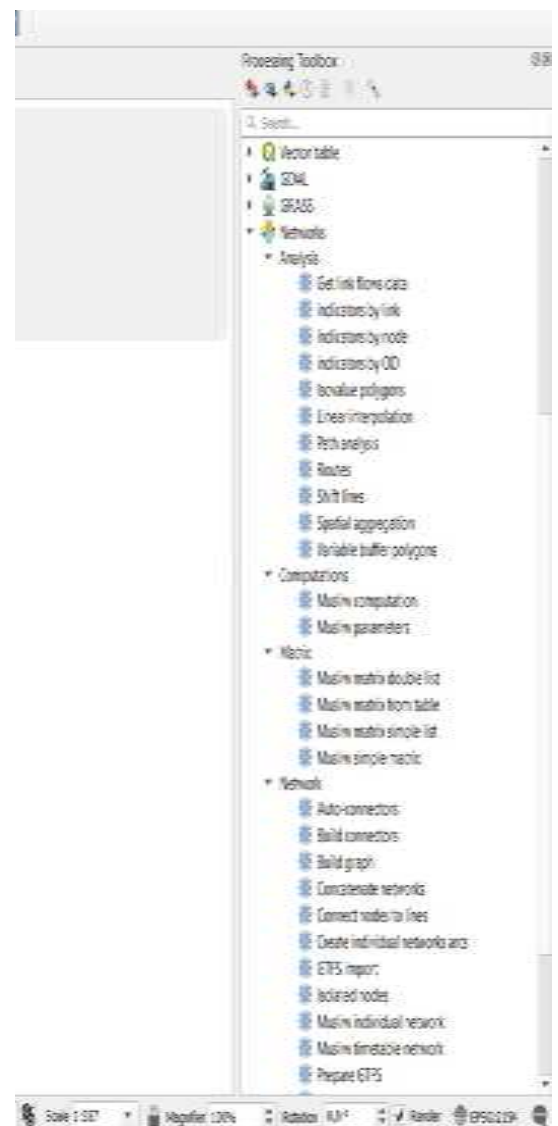 Processing Toolbox
Search...
Vector table
GDAL
GRASS
Networks
Analysis
Get link flows data
Indicators by link
Indicators by node
Indicators by OD
Isovalue polygons
Linear interpolation
Path analysis
Routes
Shift lines
Spatial aggregation
Variable buffer polygons
Computations
Musliw computation
Musliw parameters
Matrix
Musliw matrix double list
Musliw matrix from table
Musliw matrix simple list
Musliw simple matrix
Network
Auto-connectors
Build connectors
Build graph
Concatenate networks
Connect nodes to lines
Create individual networks arcs
GTFS import
Isolated nodes
Musliw individual network
Musliw timetable network
Prepare GTFS
Scale Magnifier 100% Rotation 0,0 ° Render